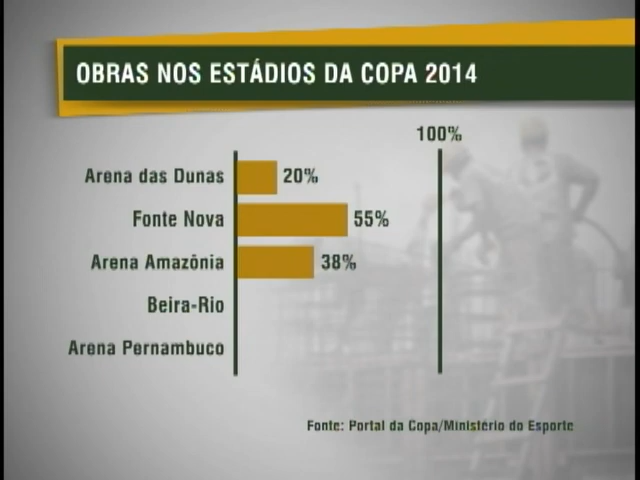 OBRAS NOS ESTÁDIOS DA COPA 2014
100%
Arena das Dunas 20%
Fonte Nova 55%
Arena Amazônia 38%
Beira-Rio
Arena Pernambuco
Fonte: Portal da Copa/Ministério do Esporte